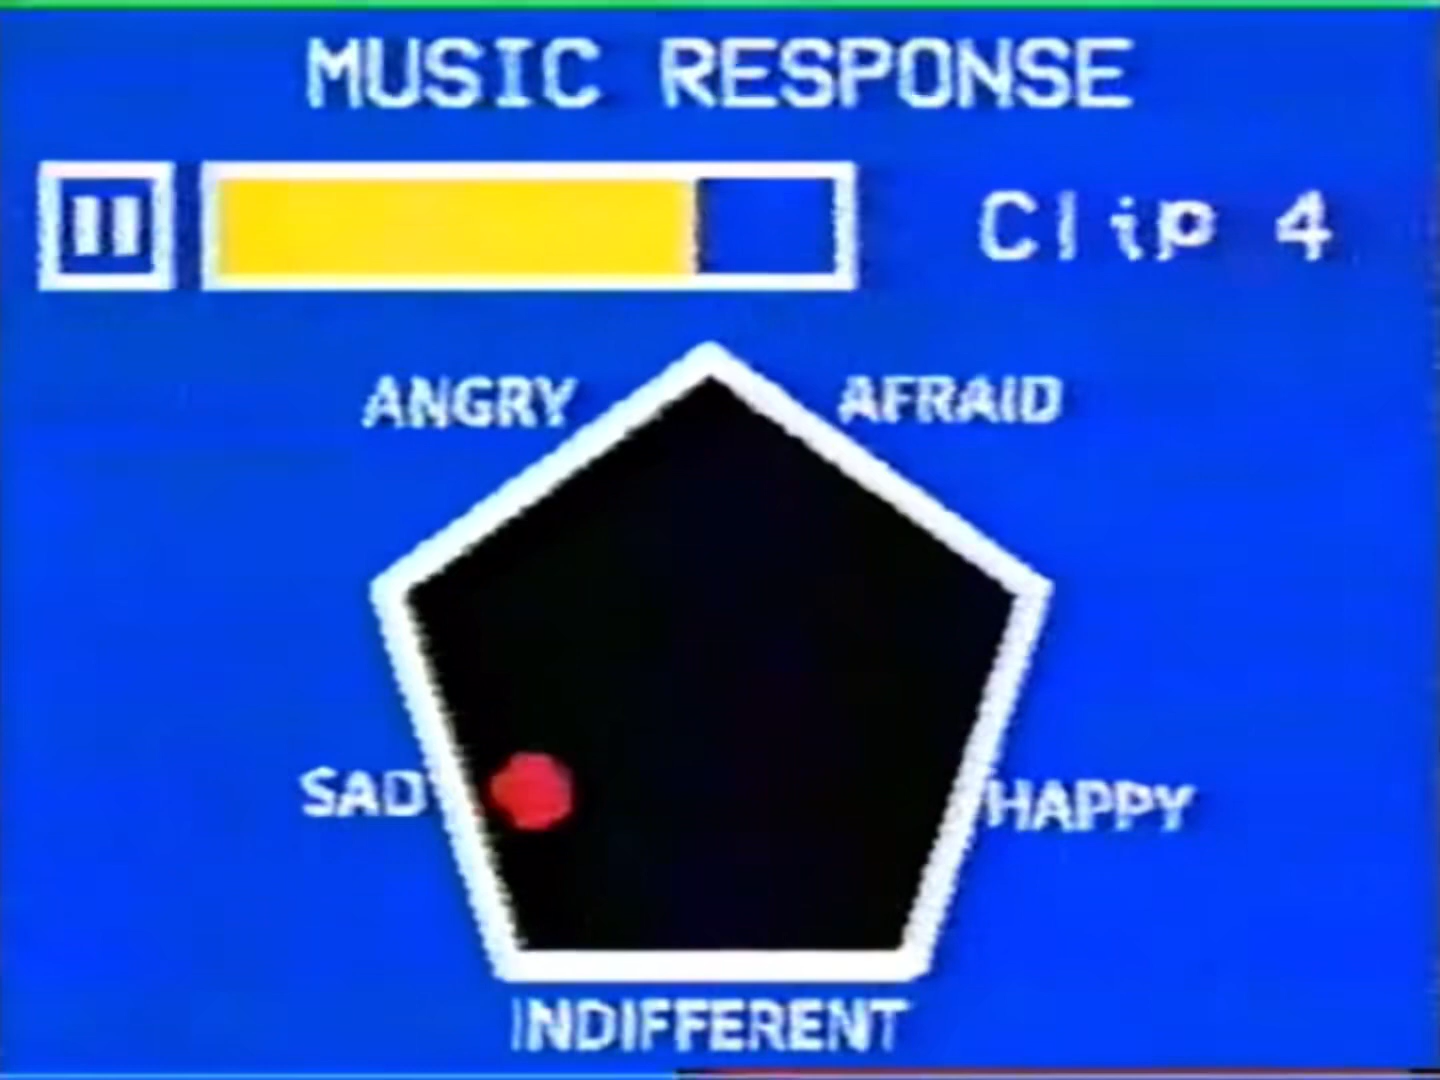 MUSIC RESPONSE
Clip 4
ANGRY
AFRAID
SAD
HAPPY
INDIFFERENT